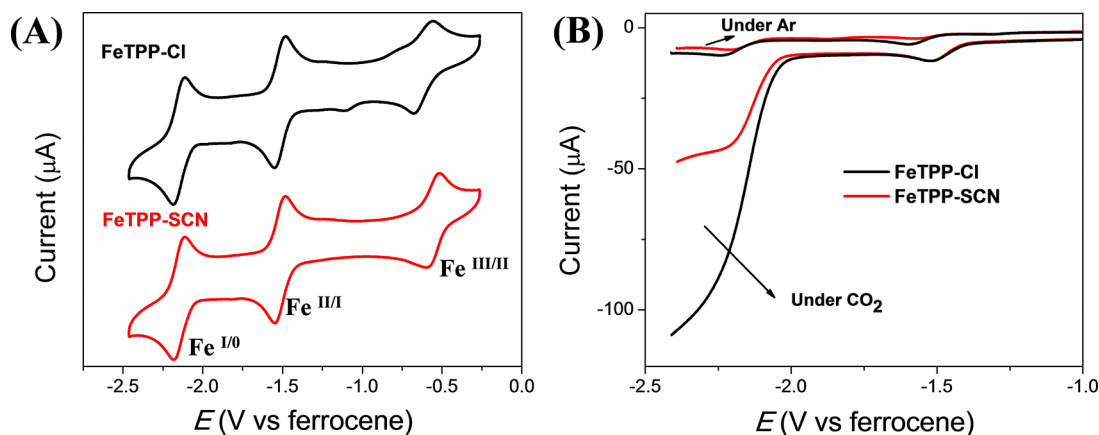 (A)
FeTPP-Cl
FeTPP-SCN
Fe III/II
Fe II/I
Fe I/0
Current (μA)
-2.5 -2.0 -1.5 -1.0 -0.5 0.0
E (V vs ferrocene)
(B)
0
-50
-100
Under Ar
FeTPP-Cl
FeTPP-SCN
Under CO2
Current (μA)
-2.5 -2.0 -1.5 -1.0
E (V vs ferrocene)